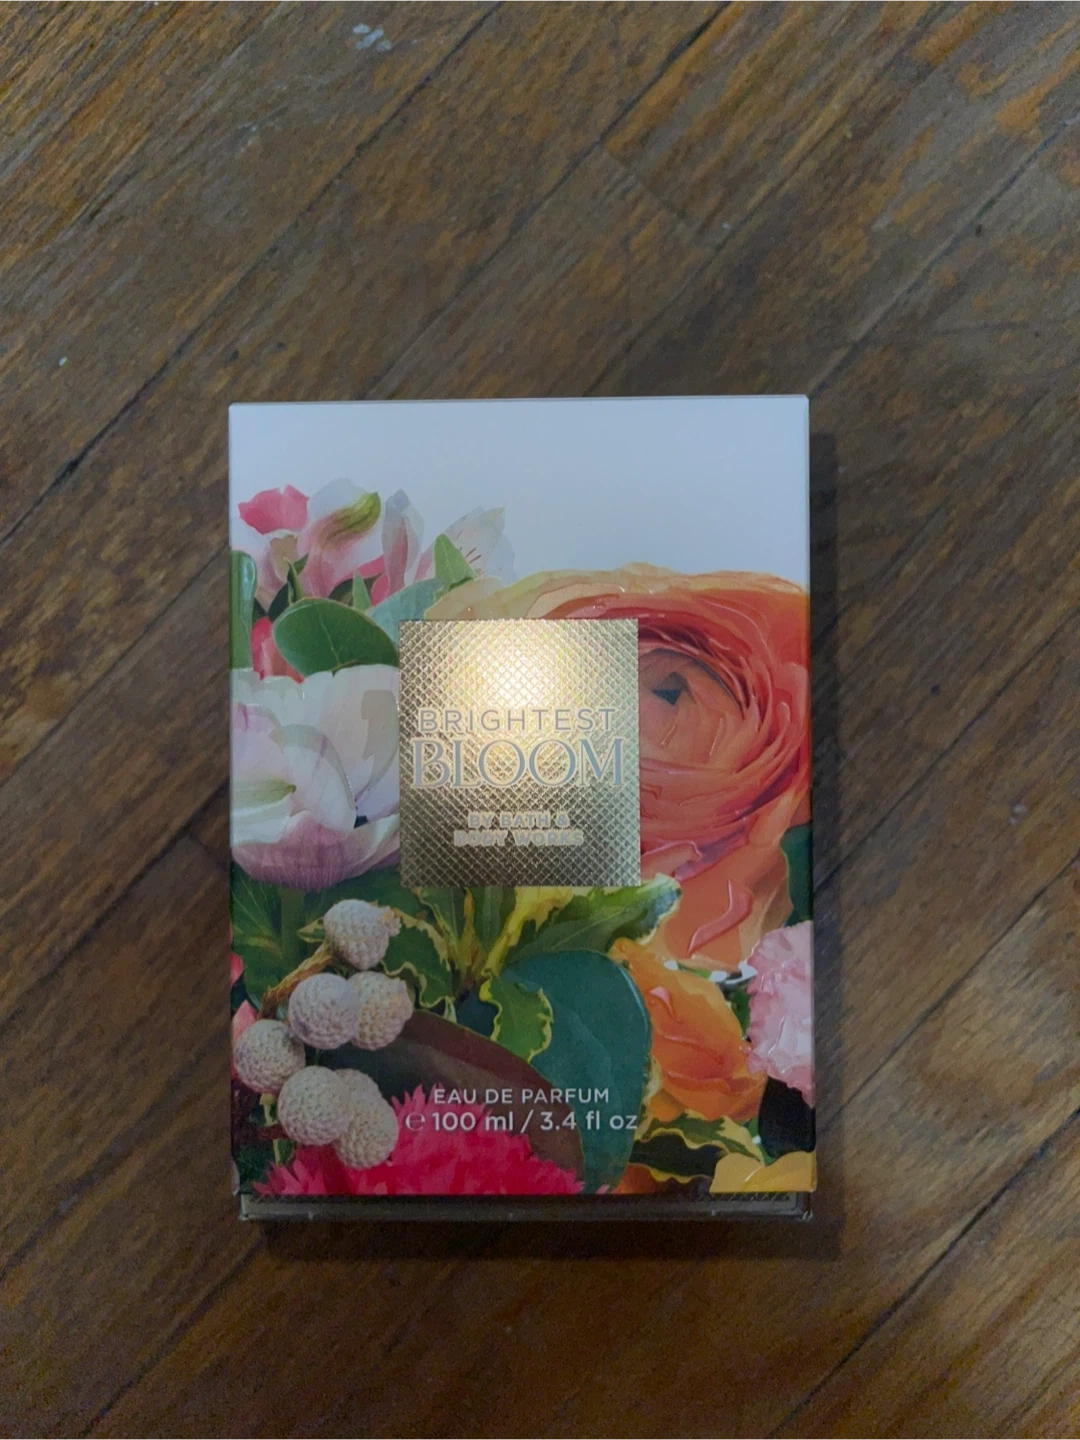 BRIGHTEST
BLOOM
BY BATH &
BODY WORKS
EAU DE PARFUM
℮ 100 ml / 3.4 fl oz